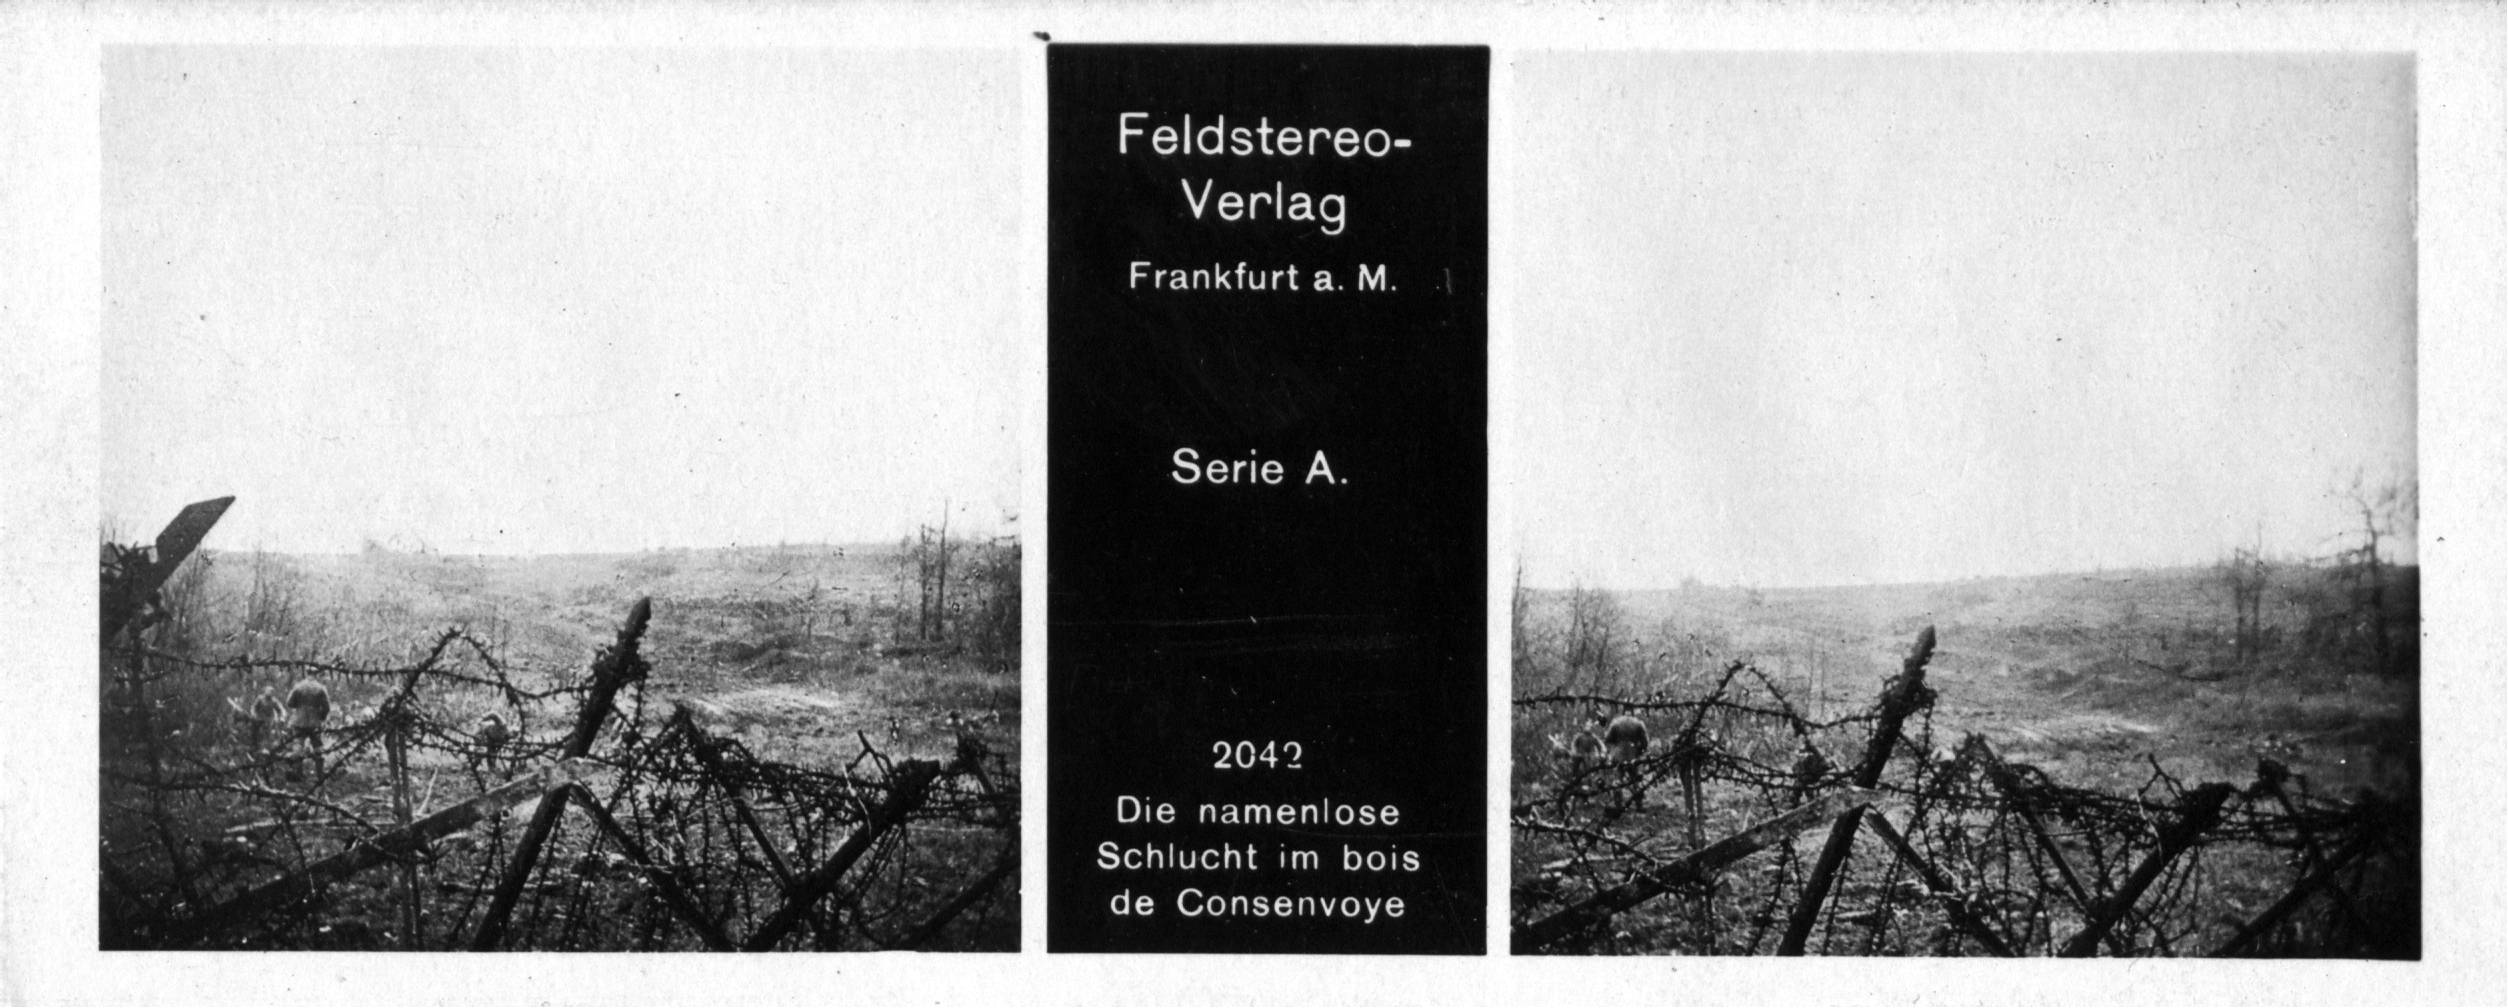 Feldstereo-
Verlag
Frankfurt a. M.
Serie A.
2042
Die namenlose
Schlucht im bois
de Consenvoye